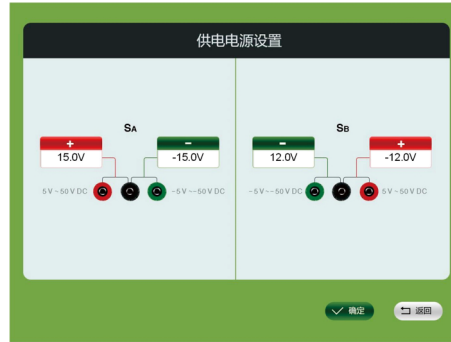 供电电源设置
SA
+
15.0V
−
-15.0V
5V~50V DC
-5V~-50V DC
SB
−
12.0V
+
-12.0V
-5V~-50V DC
5V~50V DC
确定
返回